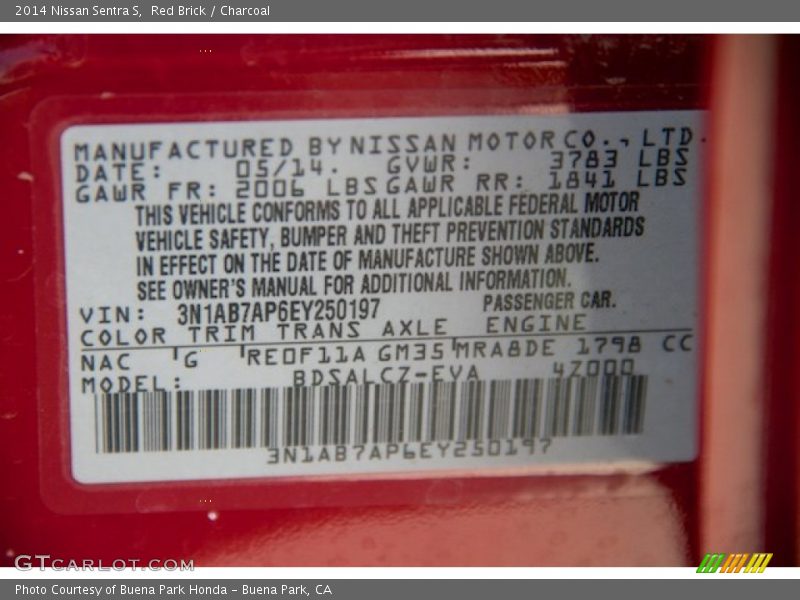 2014 Nissan Sentra S, Red Brick / Charcoal
MANUFACTURED BY NISSAN MOTOR CO., LTD.
DATE: 05/14. GVWR: 3783 LBS
GAWR FR: 2006 LBS GAWR RR: 1841 LBS
THIS VEHICLE CONFORMS TO ALL APPLICABLE FEDERAL MOTOR
VEHICLE SAFETY, BUMPER AND THEFT PREVENTION STANDARDS
IN EFFECT ON THE DATE OF MANUFACTURE SHOWN ABOVE.
SEE OWNER'S MANUAL FOR ADDITIONAL INFORMATION.
VIN: 3N1AB7AP6EY250197 PASSENGER CAR.
COLOR TRIM TRANS AXLE ENGINE
NAC G RE0F11A GM35 MRA8DE 1798 CC
MODEL: BDSALCZ-EVA 4Z000
3N1AB7AP6EY250197
GTCARLOT.COM
Photo Courtesy of Buena Park Honda - Buena Park, CA